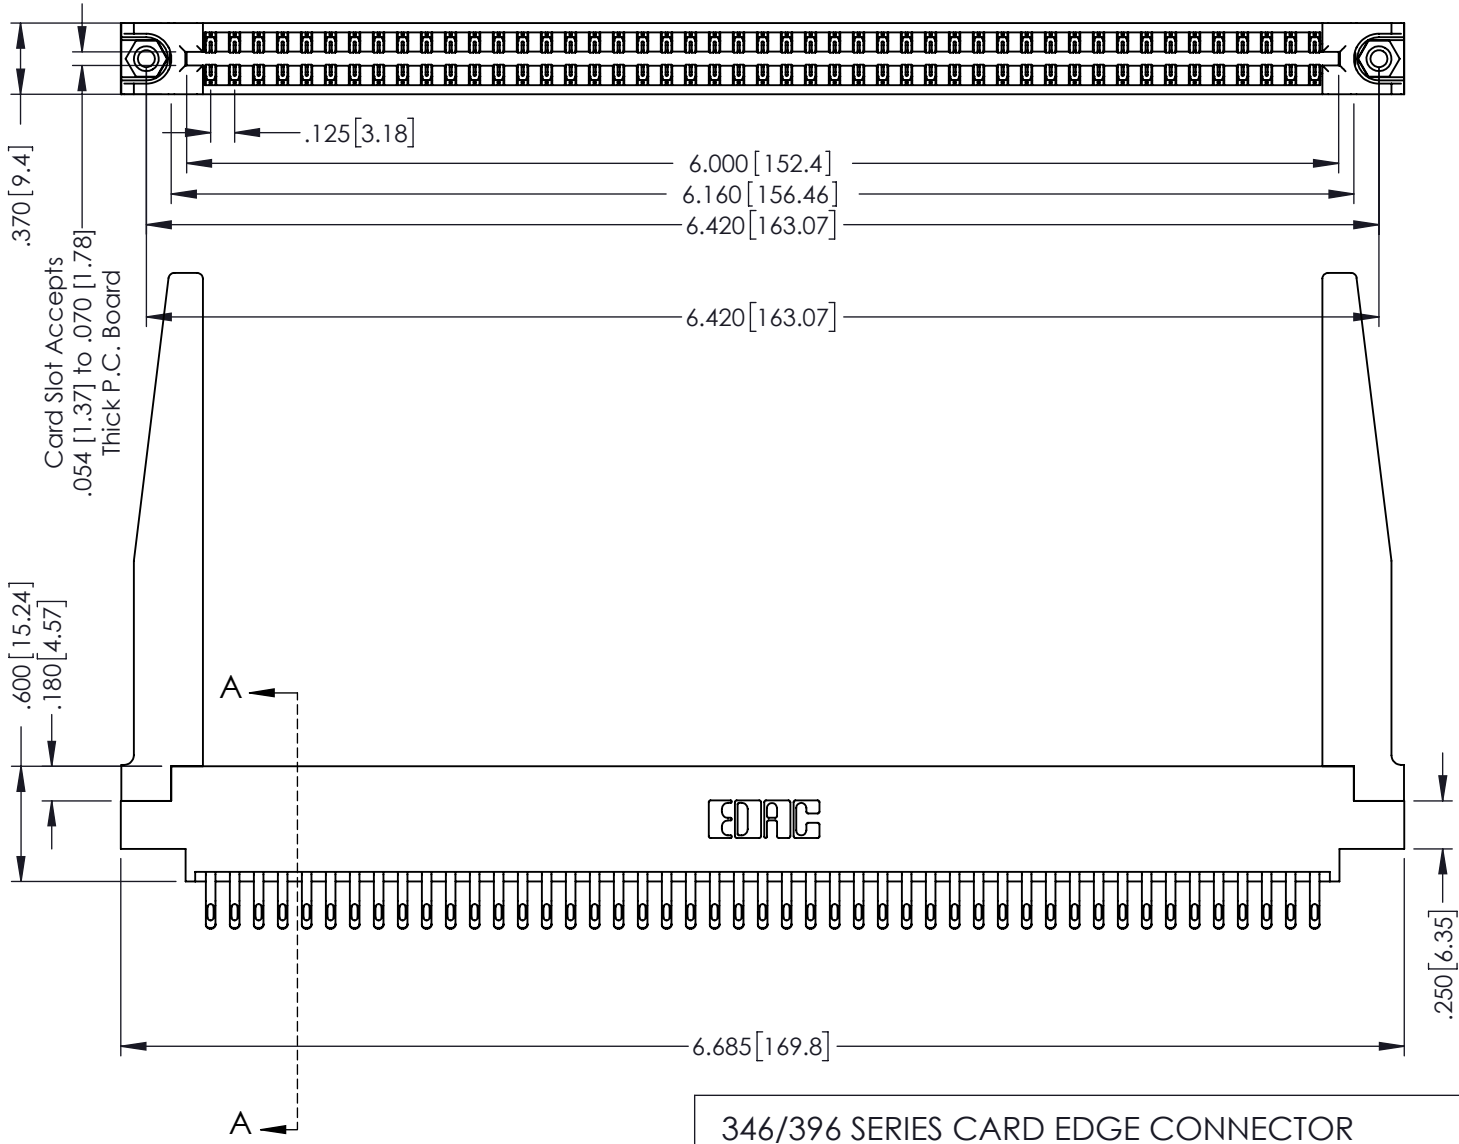 .125[3.18]
6.000[152.4]
6.160[156.46]
6.420[163.07]
.370[9.4]
Card Slot Accepts
.054 [1.37] to .070 [1.78]
Thick P.C. Board
6.420[163.07]
.600[15.24]
.180[4.57]
A
EDAC
.250[6.35]
6.685[169.8]
A
346/396 SERIES CARD EDGE CONNECTOR